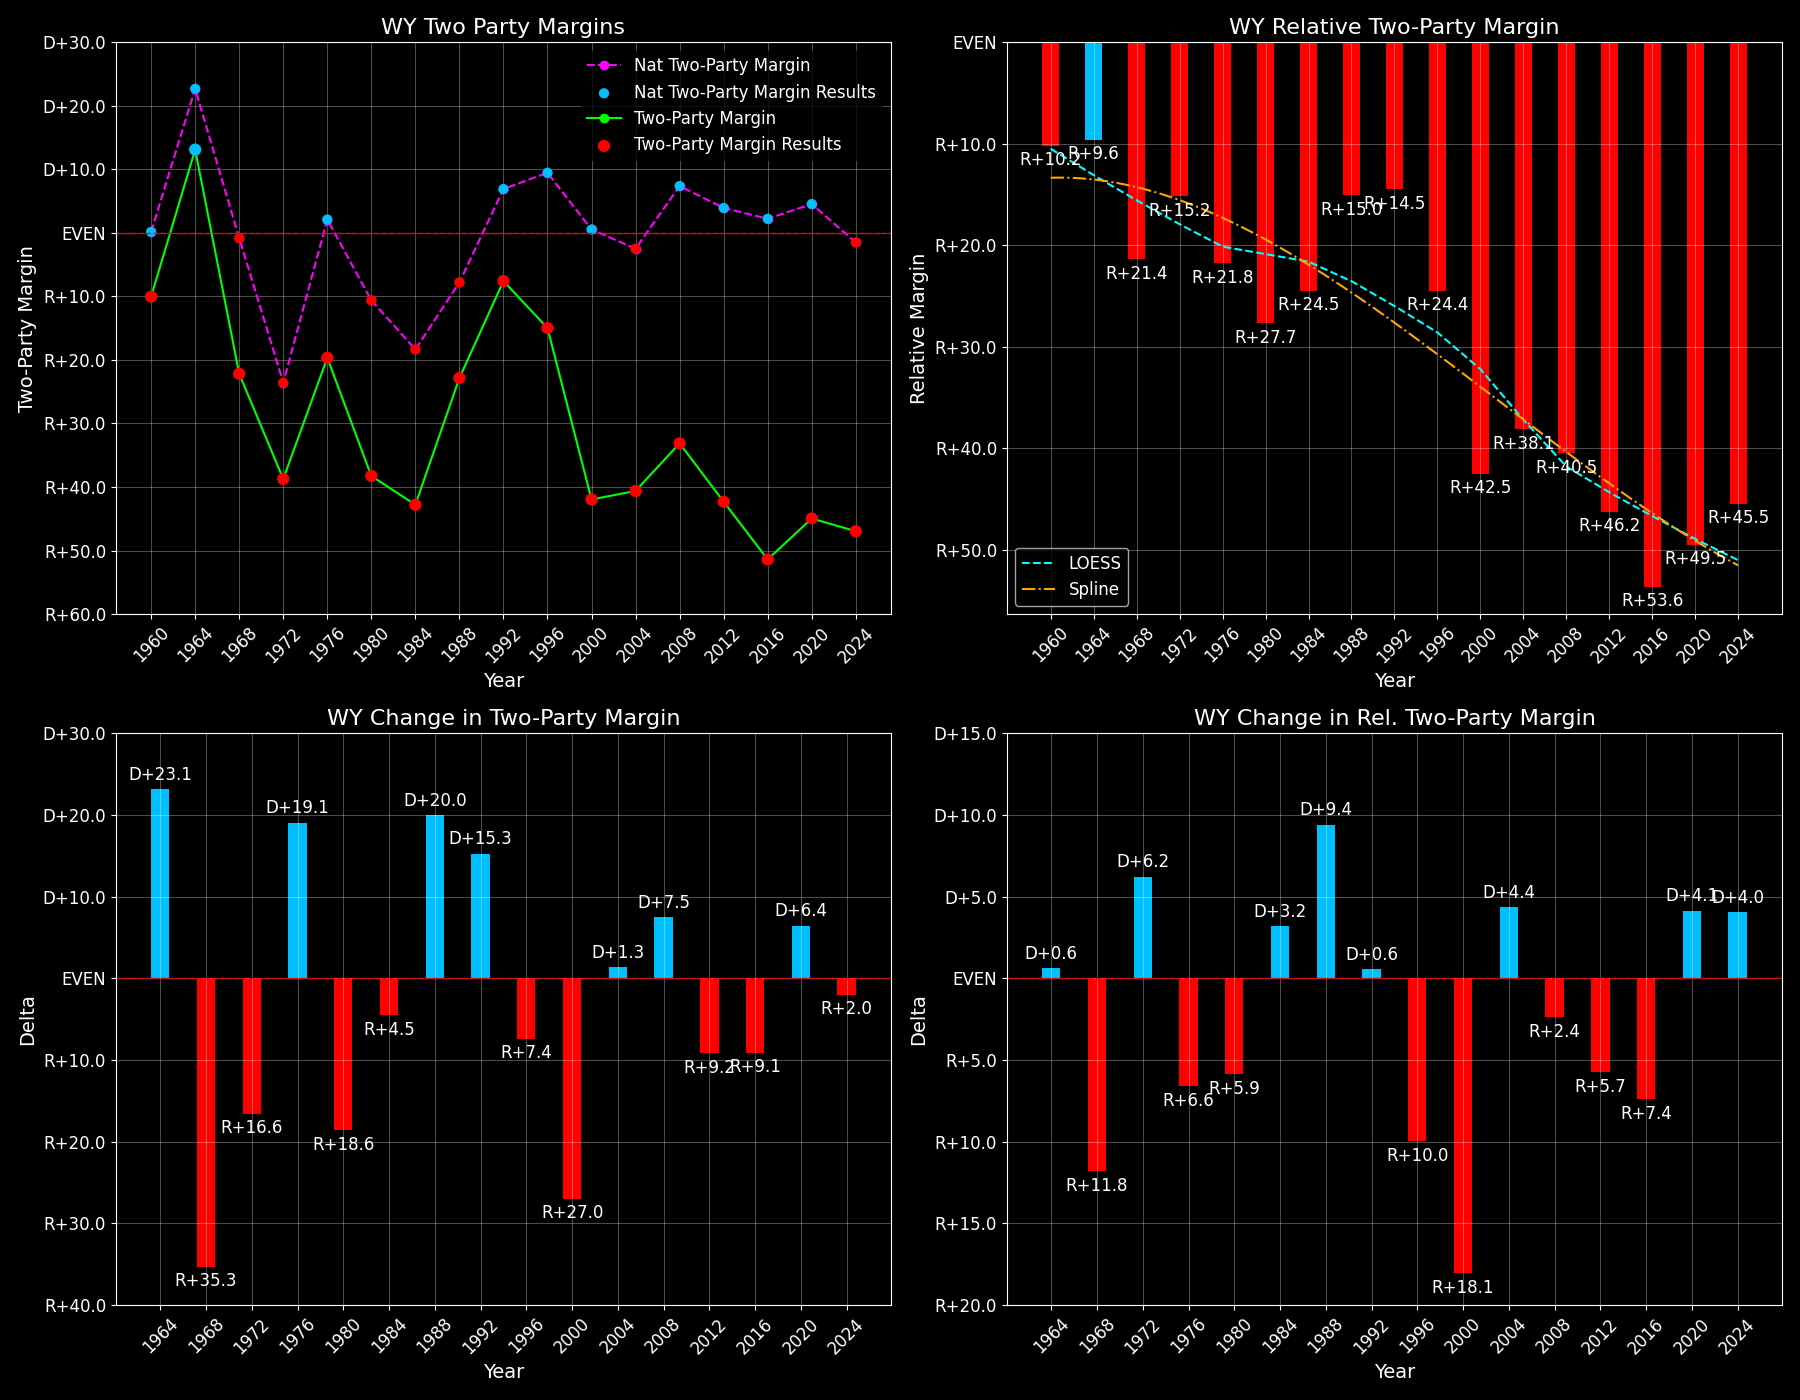 WY Two Party Margins
D+30.0
D+20.0
D+10.0
EVEN
R+10.0
R+20.0
R+30.0
R+40.0
R+50.0
R+60.0
Two-Party Margin
Nat Two-Party Margin
Nat Two-Party Margin Results
Two-Party Margin
Two-Party Margin Results
1960 1964 1968 1972 1976 1980 1984 1988 1992 1996 2000 2004 2008 2012 2016 2020 2024
Year
WY Relative Two-Party Margin
EVEN
R+10.0
R+20.0
R+30.0
R+40.0
R+50.0
Relative Margin
R+10.2 R+9.6 R+21.4 R+15.2 R+21.8 R+27.7 R+24.5 R+15.0 R+14.5 R+24.4 R+42.5 R+38.1 R+40.5 R+46.2 R+53.6 R+49.5 R+45.5
LOESS
Spline
1960 1964 1968 1972 1976 1980 1984 1988 1992 1996 2000 2004 2008 2012 2016 2020 2024
Year
WY Change in Two-Party Margin
D+30.0
D+20.0
D+10.0
EVEN
R+10.0
R+20.0
R+30.0
R+40.0
Delta
D+23.1 R+35.3 R+16.6 D+19.1 R+18.6 R+4.5 D+20.0 D+15.3 R+7.4 R+27.0 D+1.3 D+7.5 R+9.2 R+9.1 D+6.4 R+2.0
1964 1968 1972 1976 1980 1984 1988 1992 1996 2000 2004 2008 2012 2016 2020 2024
Year
WY Change in Rel. Two-Party Margin
D+15.0
D+10.0
D+5.0
EVEN
R+5.0
R+10.0
R+15.0
R+20.0
Delta
D+0.6 R+11.8 D+6.2 R+6.6 R+5.9 D+3.2 D+9.4 D+0.6 R+10.0 R+18.1 D+4.4 R+2.4 R+5.7 R+7.4 D+4.1 D+4.0
1964 1968 1972 1976 1980 1984 1988 1992 1996 2000 2004 2008 2012 2016 2020 2024
Year